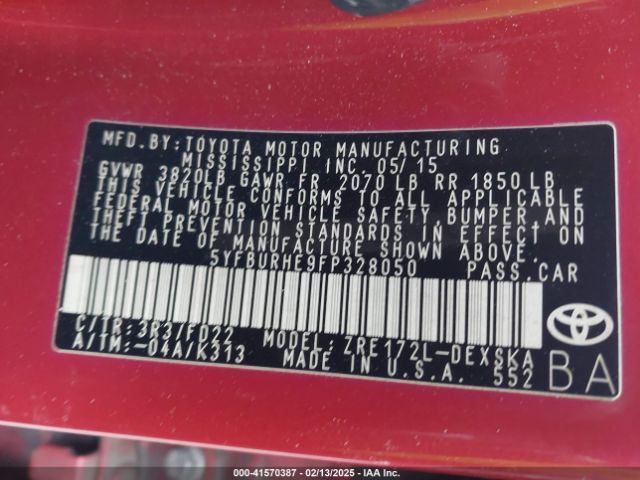 MFD.BY:TOYOTA MOTOR MANUFACTURING
MISSISSIPPI INC. 05/15
GVWR 3820LB GAWR FR 2070 LB RR 1850 LB
THIS VEHICLE CONFORMS TO ALL APPLICABLE
FEDERAL MOTOR VEHICLE SAFETY, BUMPER AND
THEFT PREVENTION STANDARDS IN EFFECT ON
THE DATE OF MANUFACTURE SHOWN ABOVE.
5YFBURHE9FP328050 PASS.CAR
C/TR:3R3/FD22 MODEL:ZRE172L-DEXSKA
A/TM:-04A/K313 MADE IN U.S.A. 552
BA
000-41570387 - 02/13/2025 - IAA Inc.